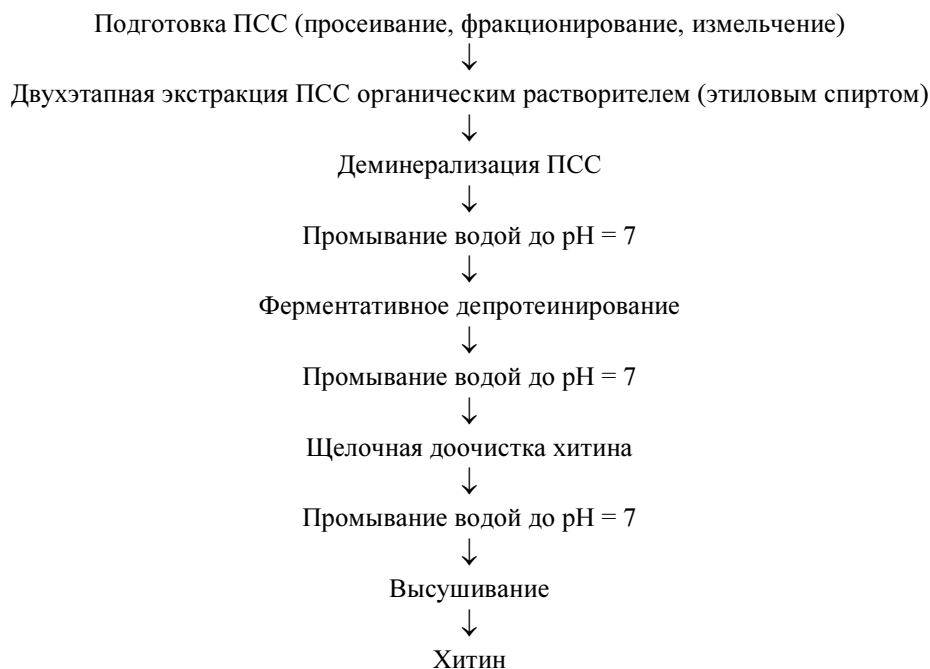 Подготовка ПСС (просеивание, фракционирование, измельчение)
↓
Двухэтапная экстракция ПСС органическим растворителем (этиловым спиртом)
↓
Деминерализация ПСС
↓
Промывание водой до pH = 7
↓
Ферментативное депротеинирование
↓
Промывание водой до pH = 7
↓
Щелочная доочистка хитина
↓
Промывание водой до pH = 7
↓
Высушивание
↓
Хитин